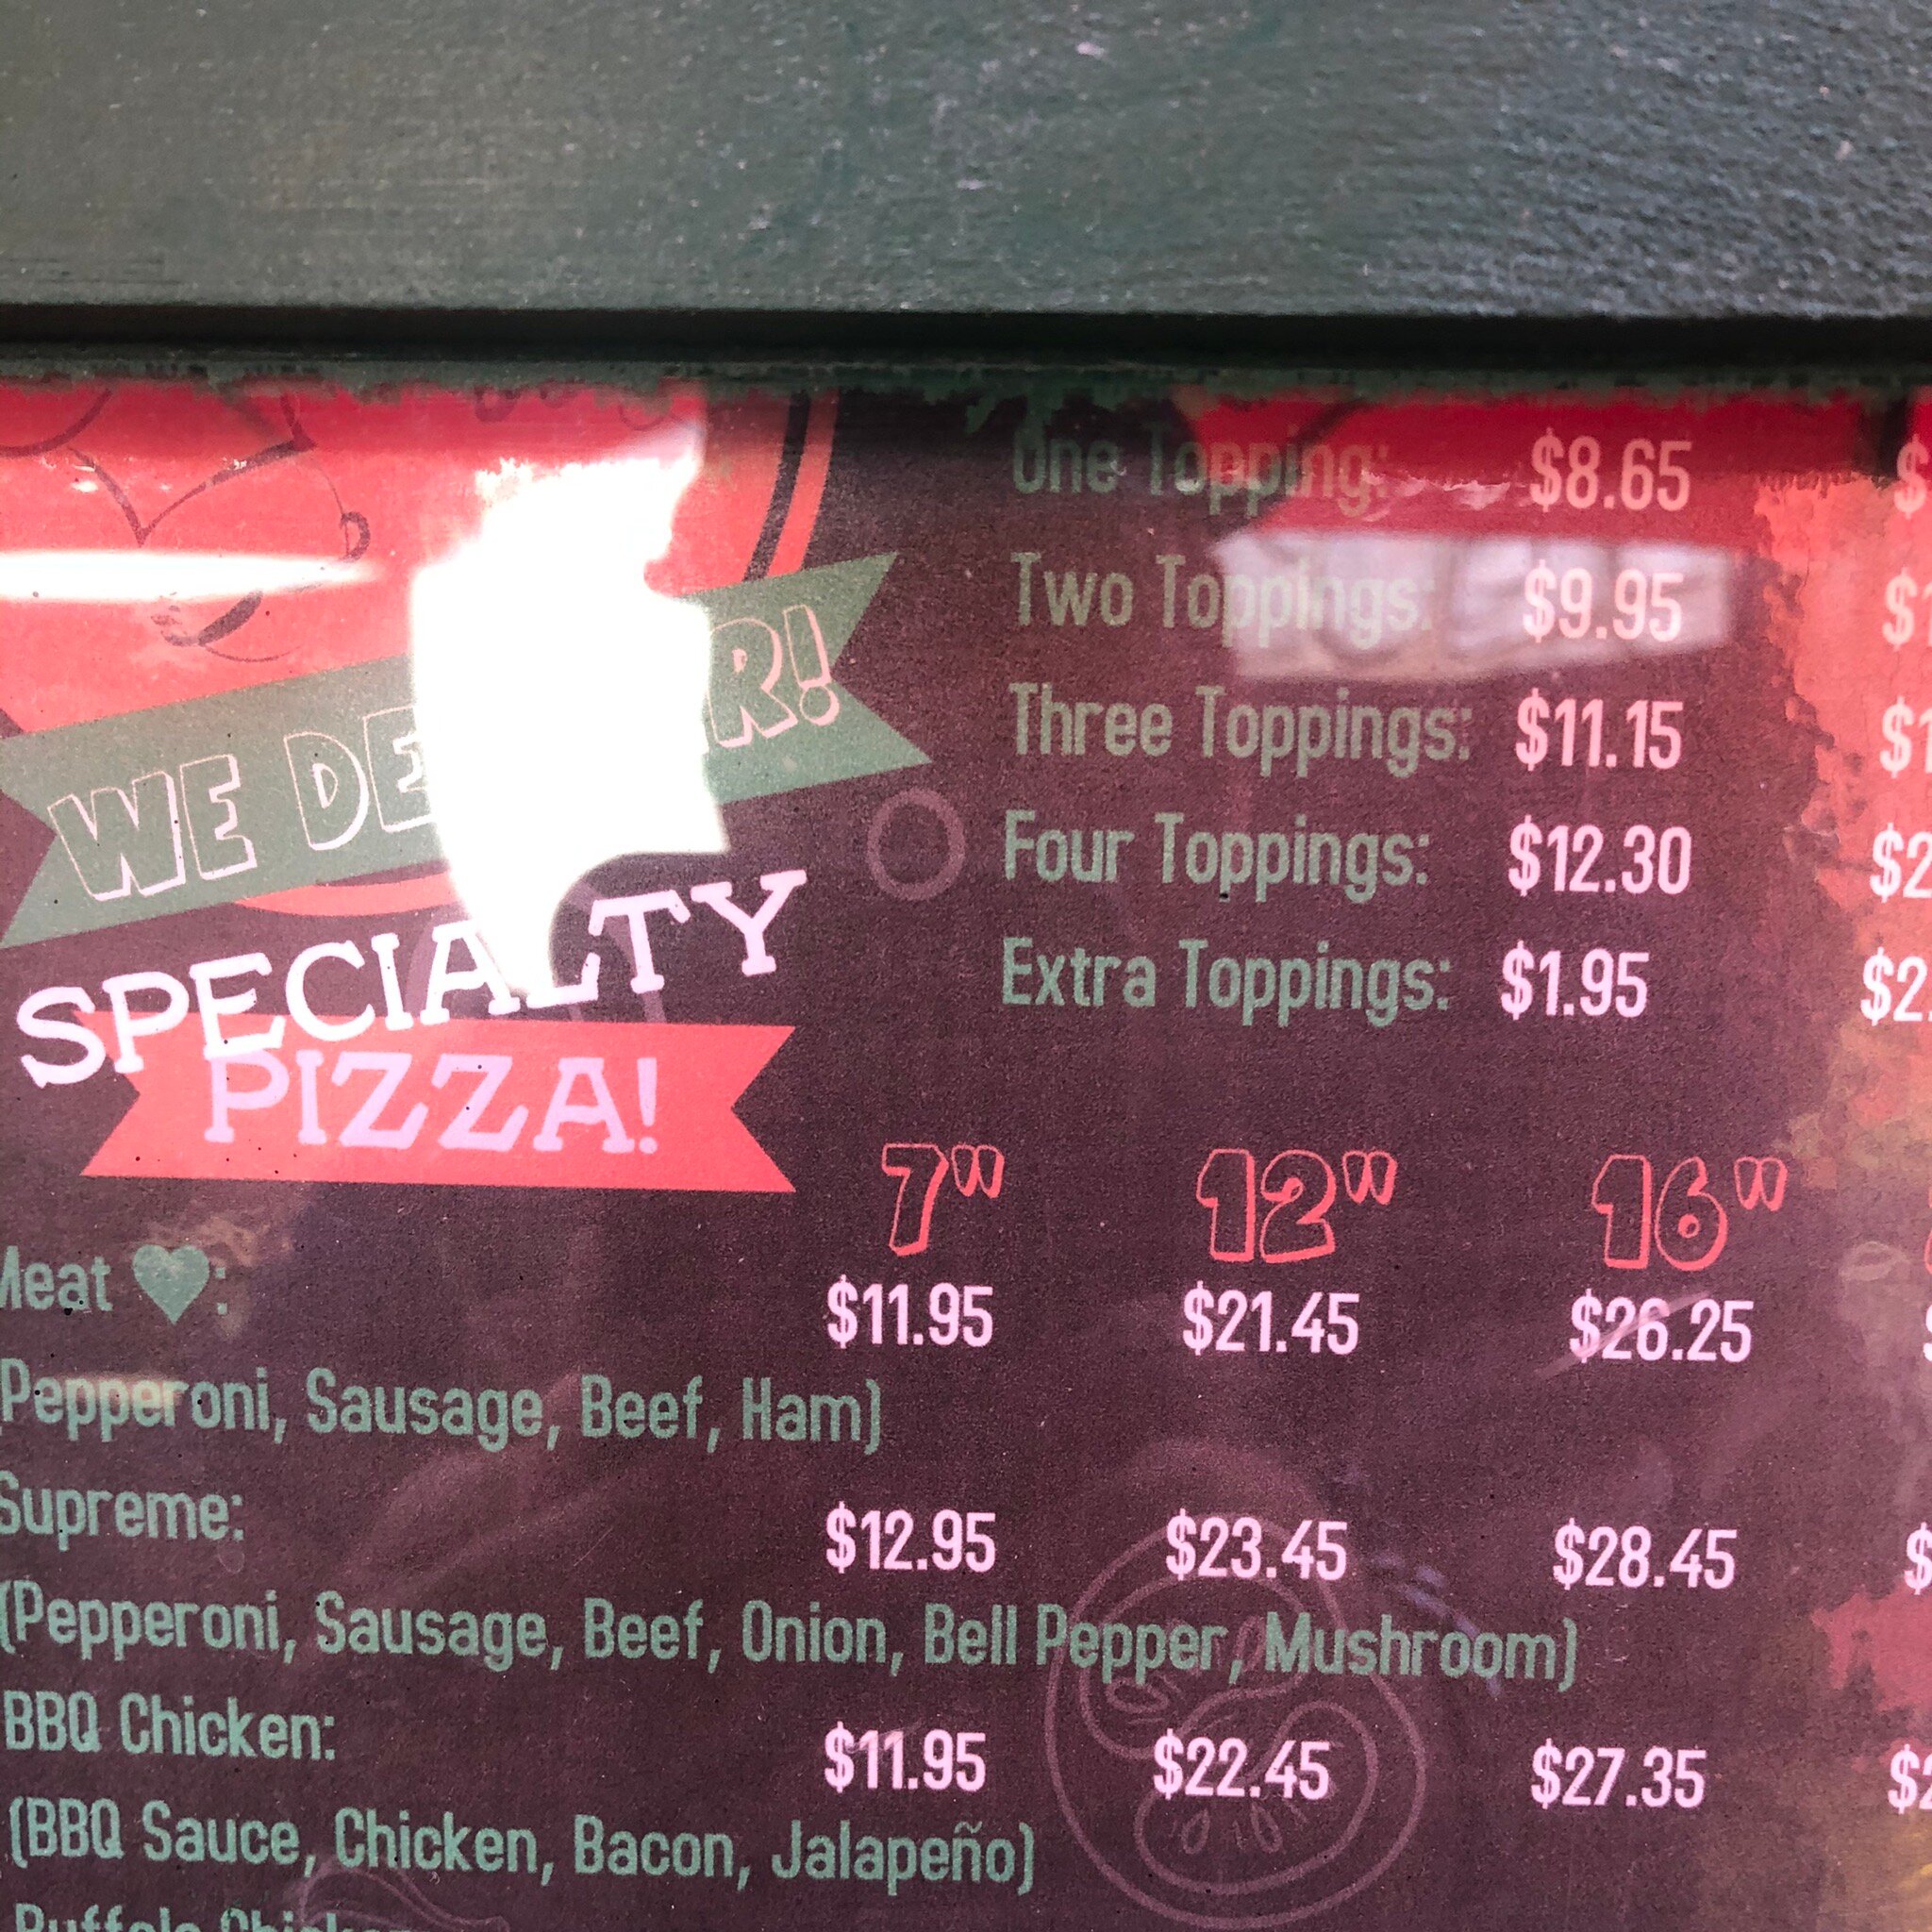 One Topping: $8.65
Two Toppings: $9.95
Three Toppings: $11.15
Four Toppings: $12.30
Extra Toppings: $1.95
WE
SPECIALTY
PIZZA!
7" 12" 16"
Meat ♥: $11.95 $21.45 $26.25
(Pepperoni, Sausage, Beef, Ham)
Supreme: $12.95 $23.45 $28.45
(Pepperoni, Sausage, Beef, Onion, Bell Pepper, Mushroom)
BBQ Chicken: $11.95 $22.45 $27.35
(BBQ Sauce, Chicken, Bacon, Jalapeño)
Buffalo Chicken